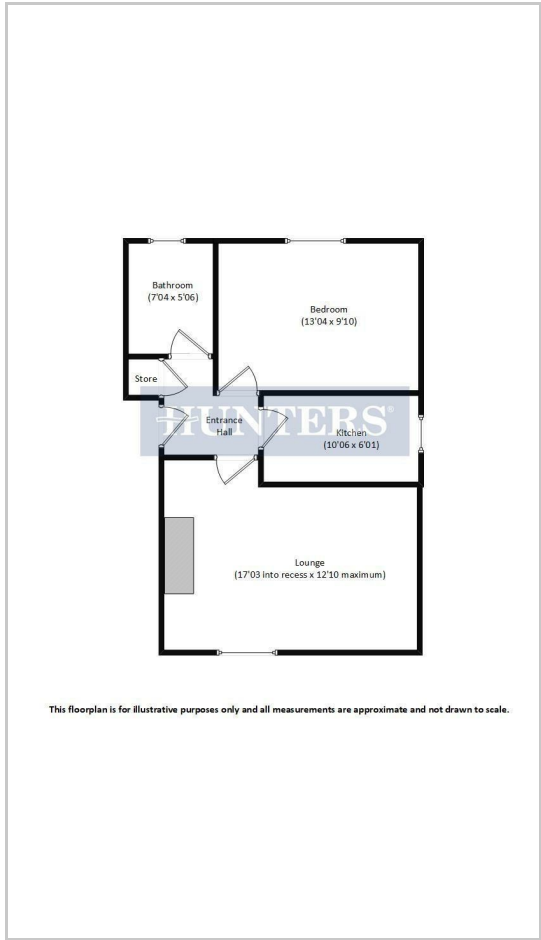 Bathroom
(7'04 x 5'06)
Bedroom
(13'04 x 9'10)
Store
HUNTERS®
Entrance
Hall
Kitchen
(10'06 x 6'01)
Lounge
(17'03 into recess x 12'10 maximum)
This floorplan is for illustrative purposes only and all measurements are approximate and not drawn to scale.